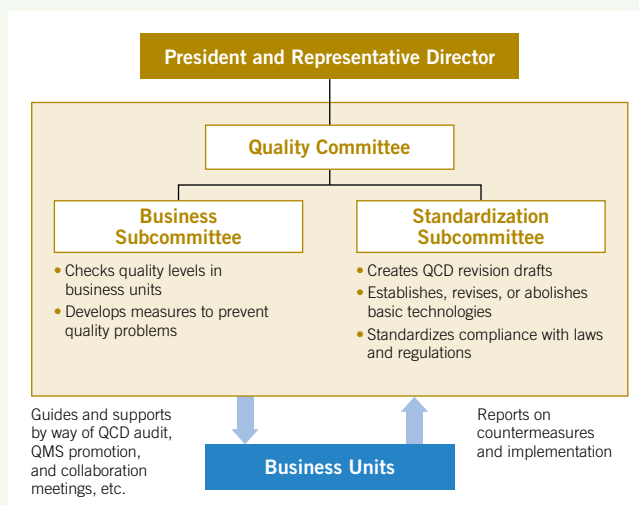 President and Representative Director
Quality Committee
Business
Subcommittee
• Checks quality levels in
business units
• Develops measures to prevent
quality problems
Standardization
Subcommittee
• Creates QCD revision drafts
• Establishes, revises, or abolishes
basic technologies
• Standardizes compliance with laws
and regulations
Guides and supports
by way of QCD audit,
QMS promotion,
and collaboration
meetings, etc.
Business Units
Reports on
countermeasures
and implementation